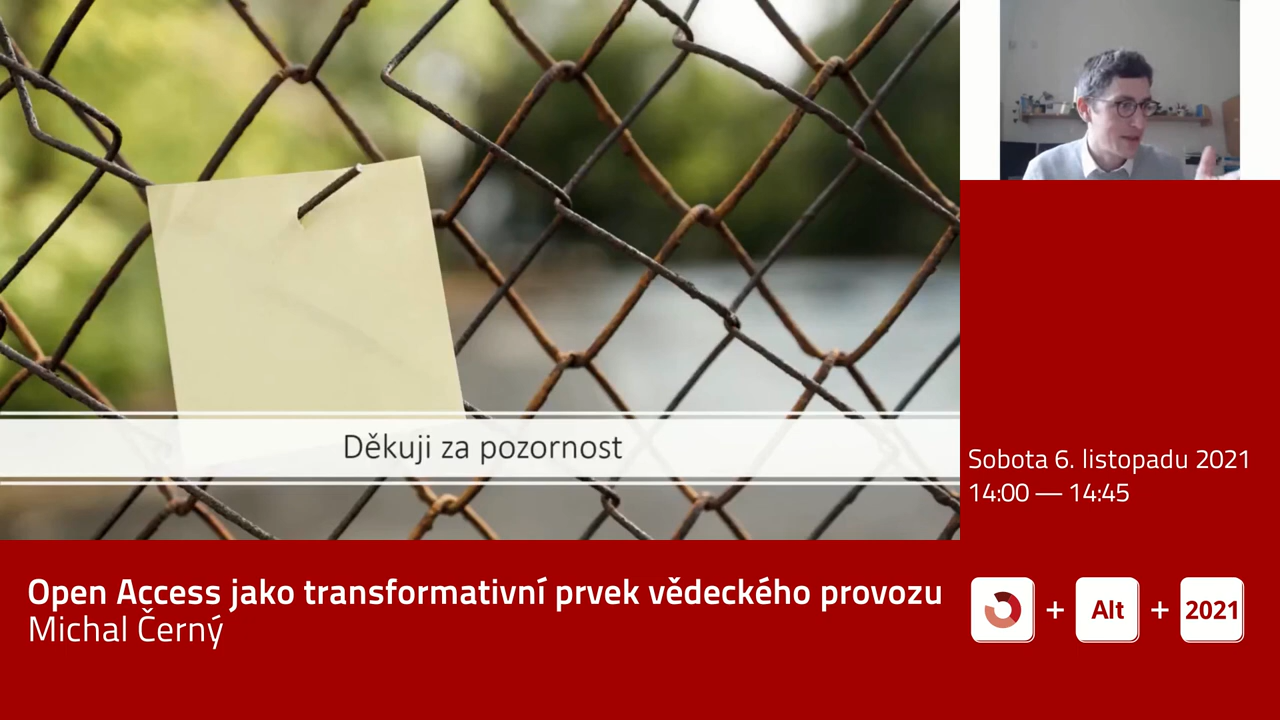 Děkuji za pozornost
Sobota 6. listopadu 2021
14:00 — 14:45
Open Access jako transformativní prvek vědeckého provozu
Michal Černý
+ Alt + 2021